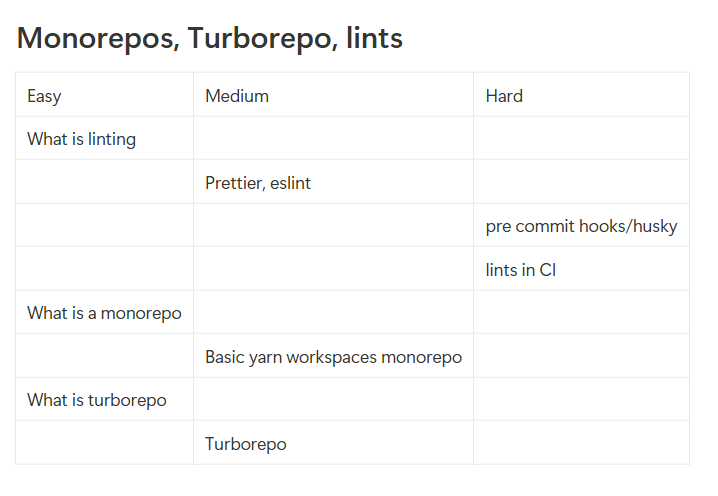 Monorepos, Turborepo, lints
Easy Medium Hard
What is linting
Prettier, eslint
pre commit hooks/husky
lints in CI
What is a monorepo
Basic yarn workspaces monorepo
What is turborepo
Turborepo